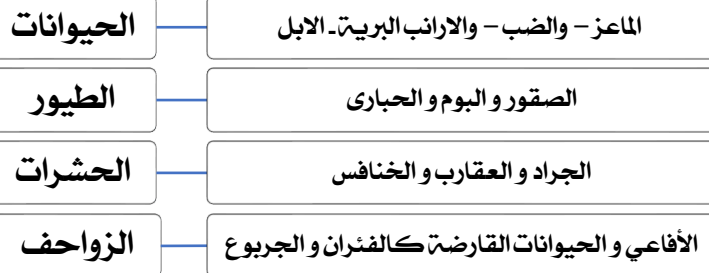 الحيوانات
الماعز – والضب – والارانب البرية ـ الابل
الطيور
الصقور و البوم و الحبارى
الحشرات
الجراد و العقارب و الخنافس
الزواحف
الأفاعي و الحيوانات القارضة كالفئران و الجربوع